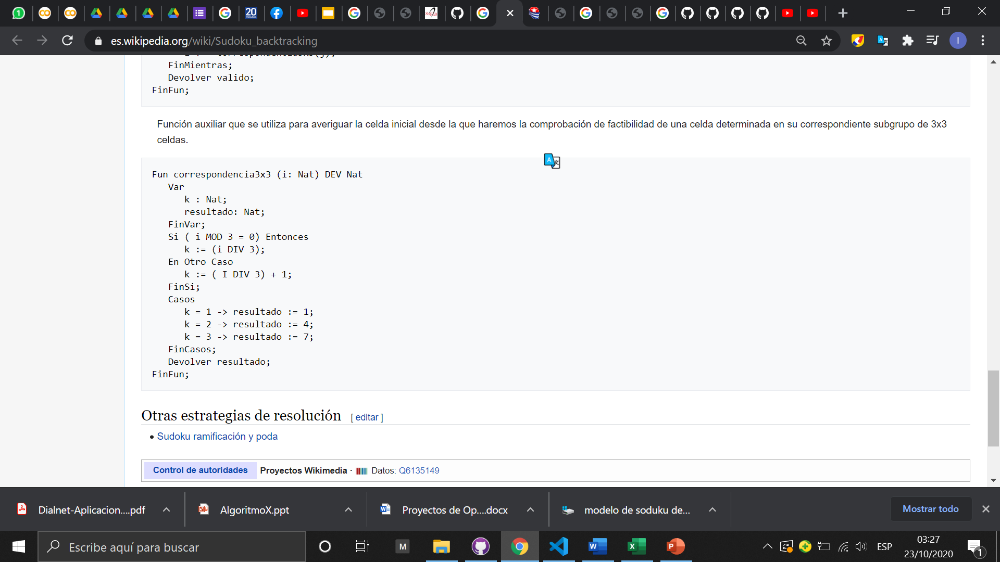 20
minutos
es.wikipedia.org/wiki/Sudoku_backtracking
I
FinMientras;
Devolver valido;
FinFun;
Función auxiliar que se utiliza para averiguar la celda inicial desde la que haremos la comprobación de factibilidad de una celda determinada en su correspondiente subgrupo de 3x3
celdas.
Fun correspondencia3x3 (i: Nat) DEV Nat
Var
k : Nat;
resultado: Nat;
FinVar;
Si ( i MOD 3 = 0) Entonces
k := (i DIV 3);
En Otro Caso
k := ( I DIV 3) + 1;
FinSi;
Casos
k = 1 -> resultado := 1;
k = 2 -> resultado := 4;
k = 3 -> resultado := 7;
FinCasos;
Devolver resultado;
FinFun;
Otras estrategias de resolución [ editar ]
• Sudoku ramificación y poda
Control de autoridades Proyectos Wikimedia · Datos: Q6135149
Dialnet-Aplicacion....pdf AlgoritmoX.ppt Proyectos de Op....docx modelo de soduku de... Mostrar todo
Escribe aquí para buscar
M
ESP
03:27
23/10/2020
1